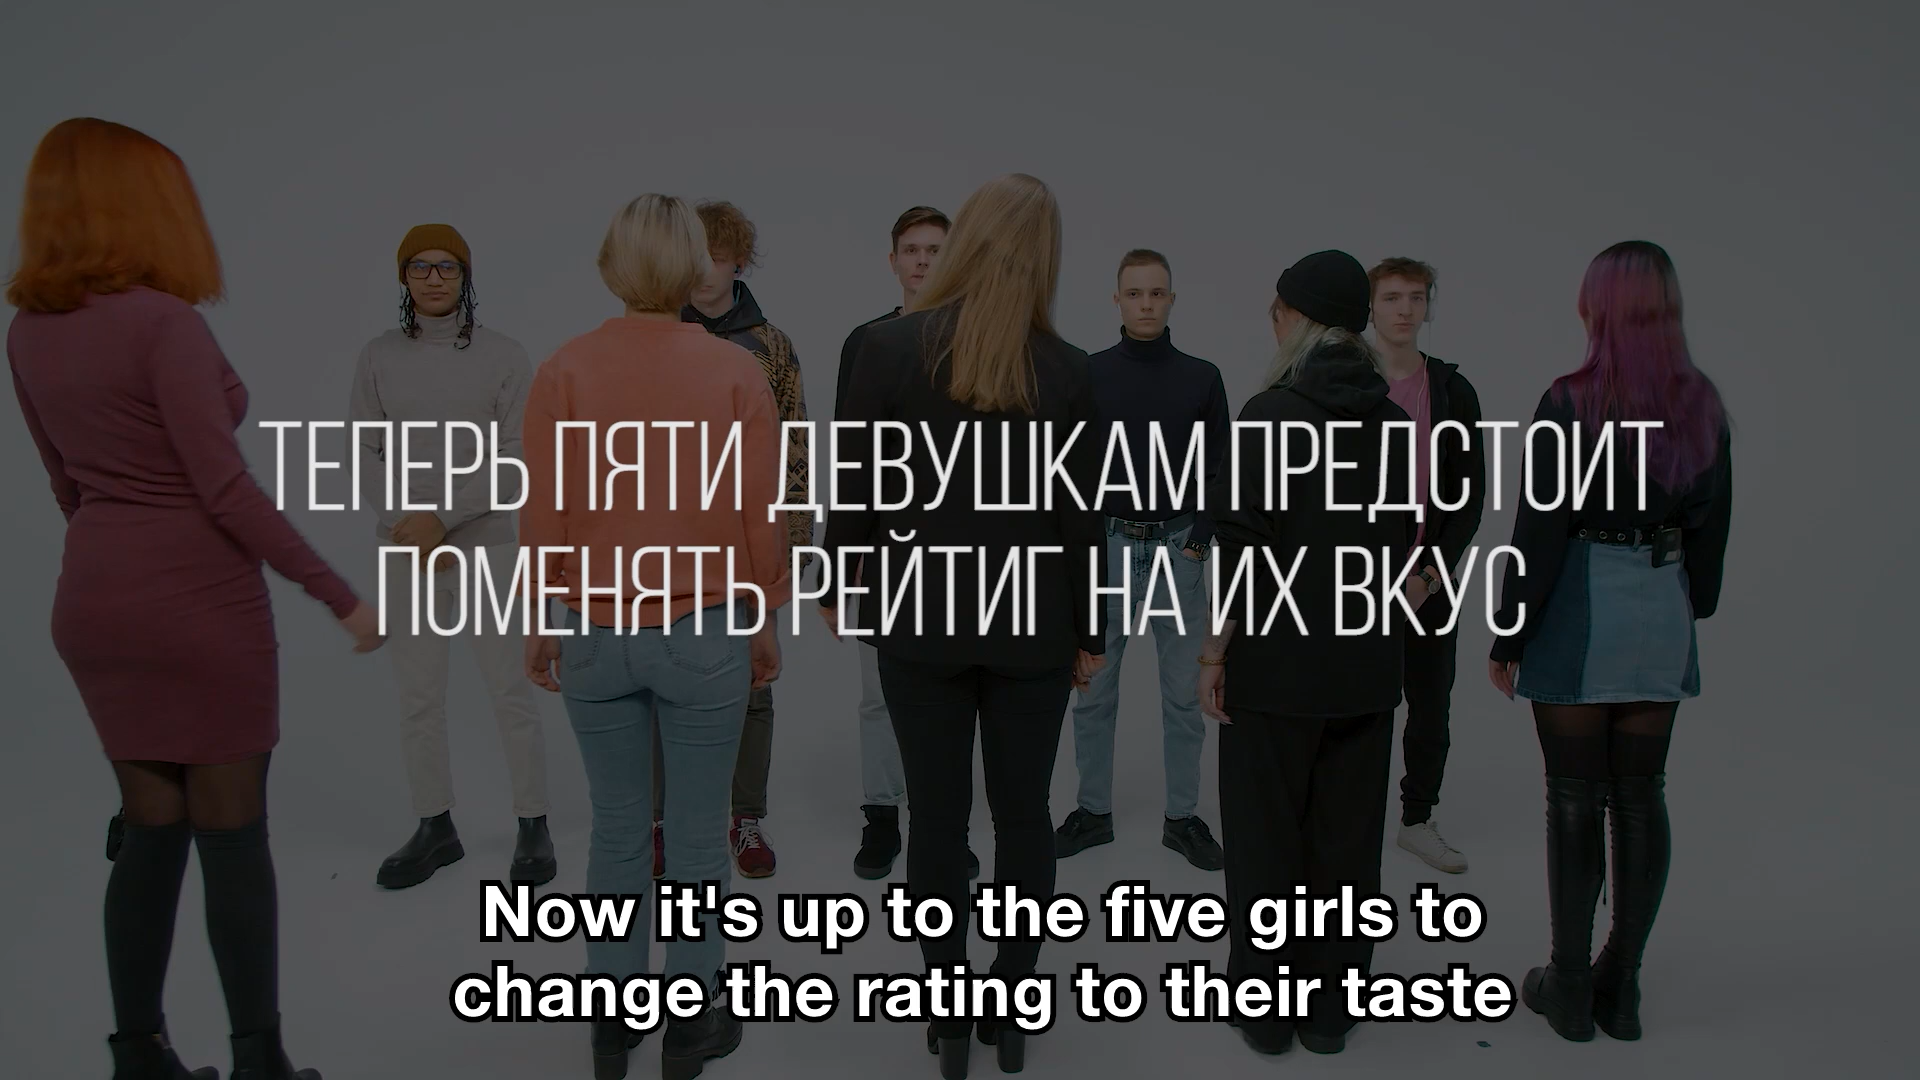 ТЕПЕРЬ ПЯТИ ДЕВУШКАМ ПРЕДСТОИТ
ПОМЕНЯТЬ РЕЙТИГ НА ИХ ВКУС
Now it's up to the five girls to
change the rating to their taste